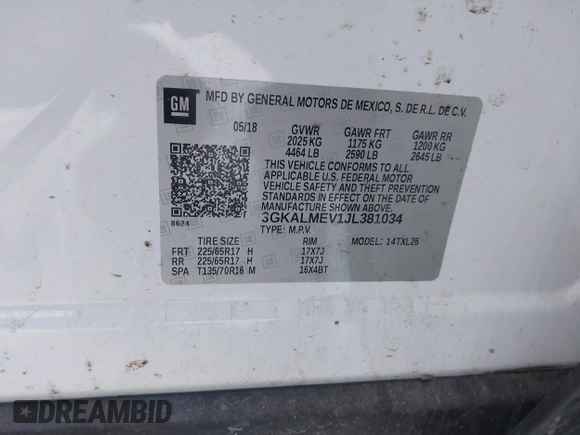 GM MFD BY GENERAL MOTORS DE MEXICO, S. DE R.L. DE C.V.
05/18 GVWR GAWR FRT GAWR RR
2025 KG 1175 KG 1200 KG
4464 LB 2590 LB 2645 LB
THIS VEHICLE CONFORMS TO ALL
APPLICABLE U.S. FEDERAL MOTOR
VEHICLE SAFETY AND THEFT
PREVENTION STANDARDS IN EFFECT
ON THE DATE OF MANUFACTURE
SHOWN ABOVE.
8624 3GKALMEV1JL381034
TYPE: M.P.V. MODEL: 14TXL26
TIRE SIZE RIM
FRT 225/65R17 H 17X7J
RR 225/65R17 H 17X7J
SPA T135/70R16 M 16X4BT
DREAMBID